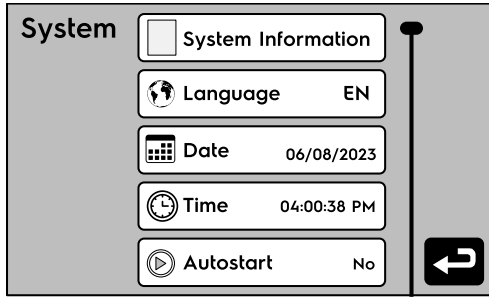 System
System Information
Language EN
Date 06/08/2023
Time 04:00:38 PM
Autostart No